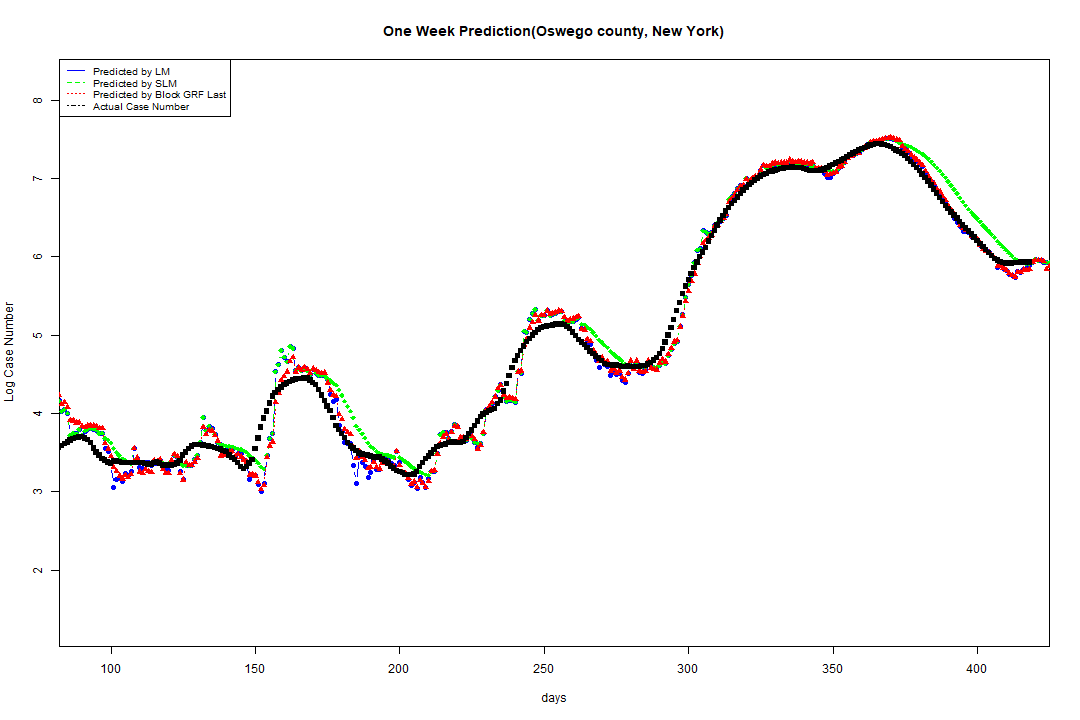 One Week Prediction(Oswego county, New York)
Predicted by LM
Predicted by SLM
Predicted by Block GRF Last
Actual Case Number
8
7
6
5
4
3
2
Log Case Number
100 150 200 250 300 350 400
days